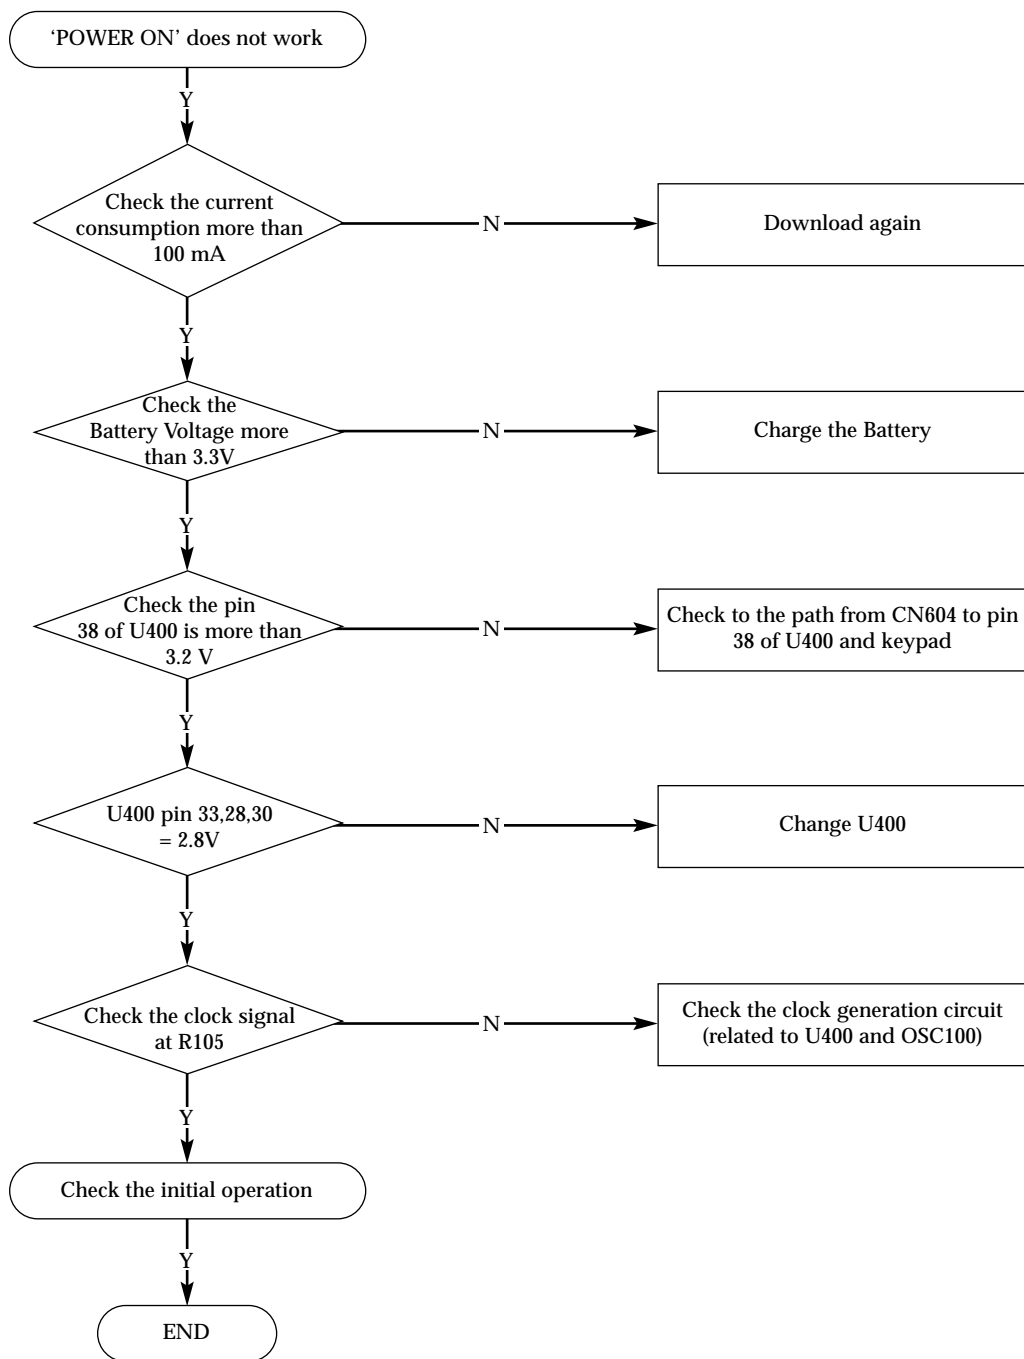 ‘POWER ON’ does not work
Y
Check the current
consumption more than
100 mA
N
Download again
Y
Check the
Battery Voltage more
than 3.3V
N
Charge the Battery
Y
Check the pin
38 of U400 is more than
3.2 V
N
Check to the path from CN604 to pin
38 of U400 and keypad
Y
U400 pin 33,28,30
= 2.8V
N
Change U400
Y
Check the clock signal
at R105
N
Check the clock generation circuit
(related to U400 and OSC100)
Y
Check the initial operation
Y
END